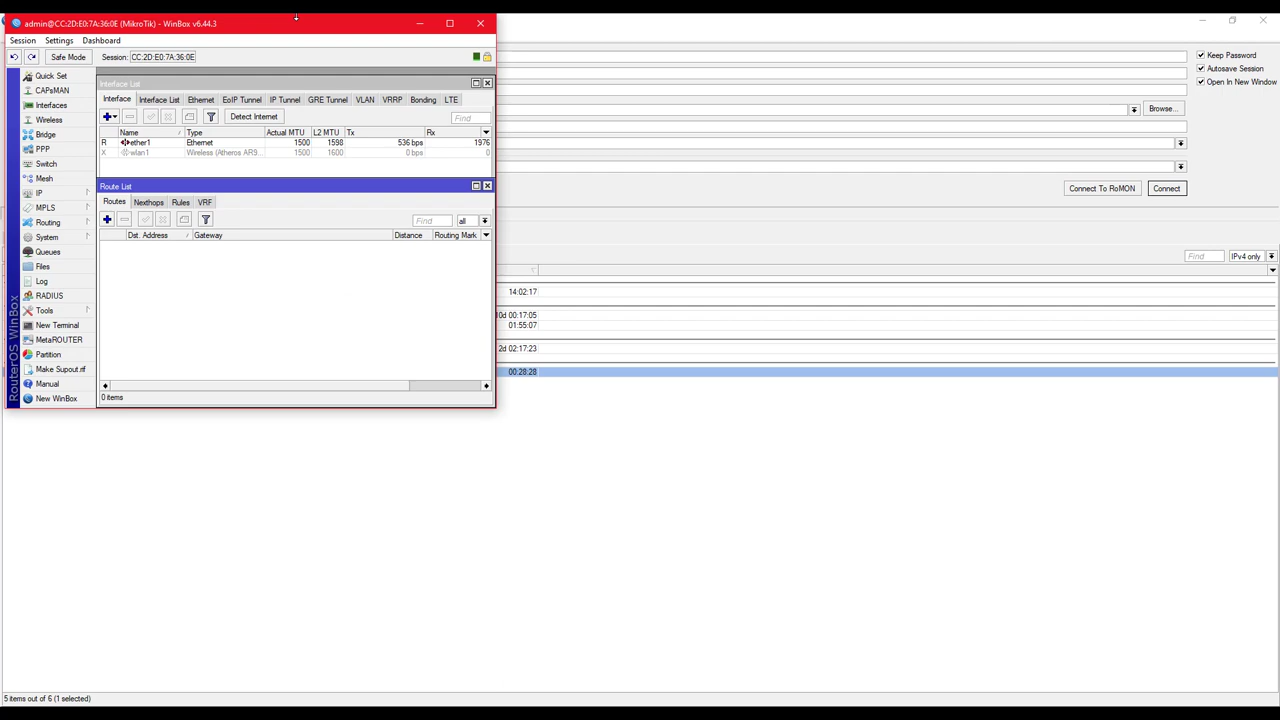 admin@CC:2D:E0:7A:36:0E (MikroTik) - WinBox v6.44.3
Session Settings Dashboard
Safe Mode Session: CC:2D:E0:7A:36:0E
Keep Password
Autosave Session
Open In New Window
Browse...
Connect To RoMON Connect
Quick Set
CAPsMAN
Interfaces
Wireless
Bridge
PPP
Switch
Mesh
IP
MPLS
Routing
System
Queues
Files
Log
RADIUS
Tools
New Terminal
MetaROUTER
Partition
Make Supout.rif
Manual
New WinBox
RouterOS WinBox
Interface List
Interface Interface List Ethernet EoIP Tunnel IP Tunnel GRE Tunnel VLAN VRRP Bonding LTE
Detect Internet Find
Name Type Actual MTU L2 MTU Tx Rx
R ether1 Ethernet 1500 1598 536 bps 1976
X wlan1 Wireless (Atheros AR9... 1500 1600 0 bps 0
Route List
Routes Nexthops Rules VRF
Find all
Dst. Address Gateway Distance Routing Mark
0 items
Find IPv4 only
14:02:17
10d 00:17:05
01:55:07
2d 02:17:23
00:28:28
5 items out of 6 (1 selected)